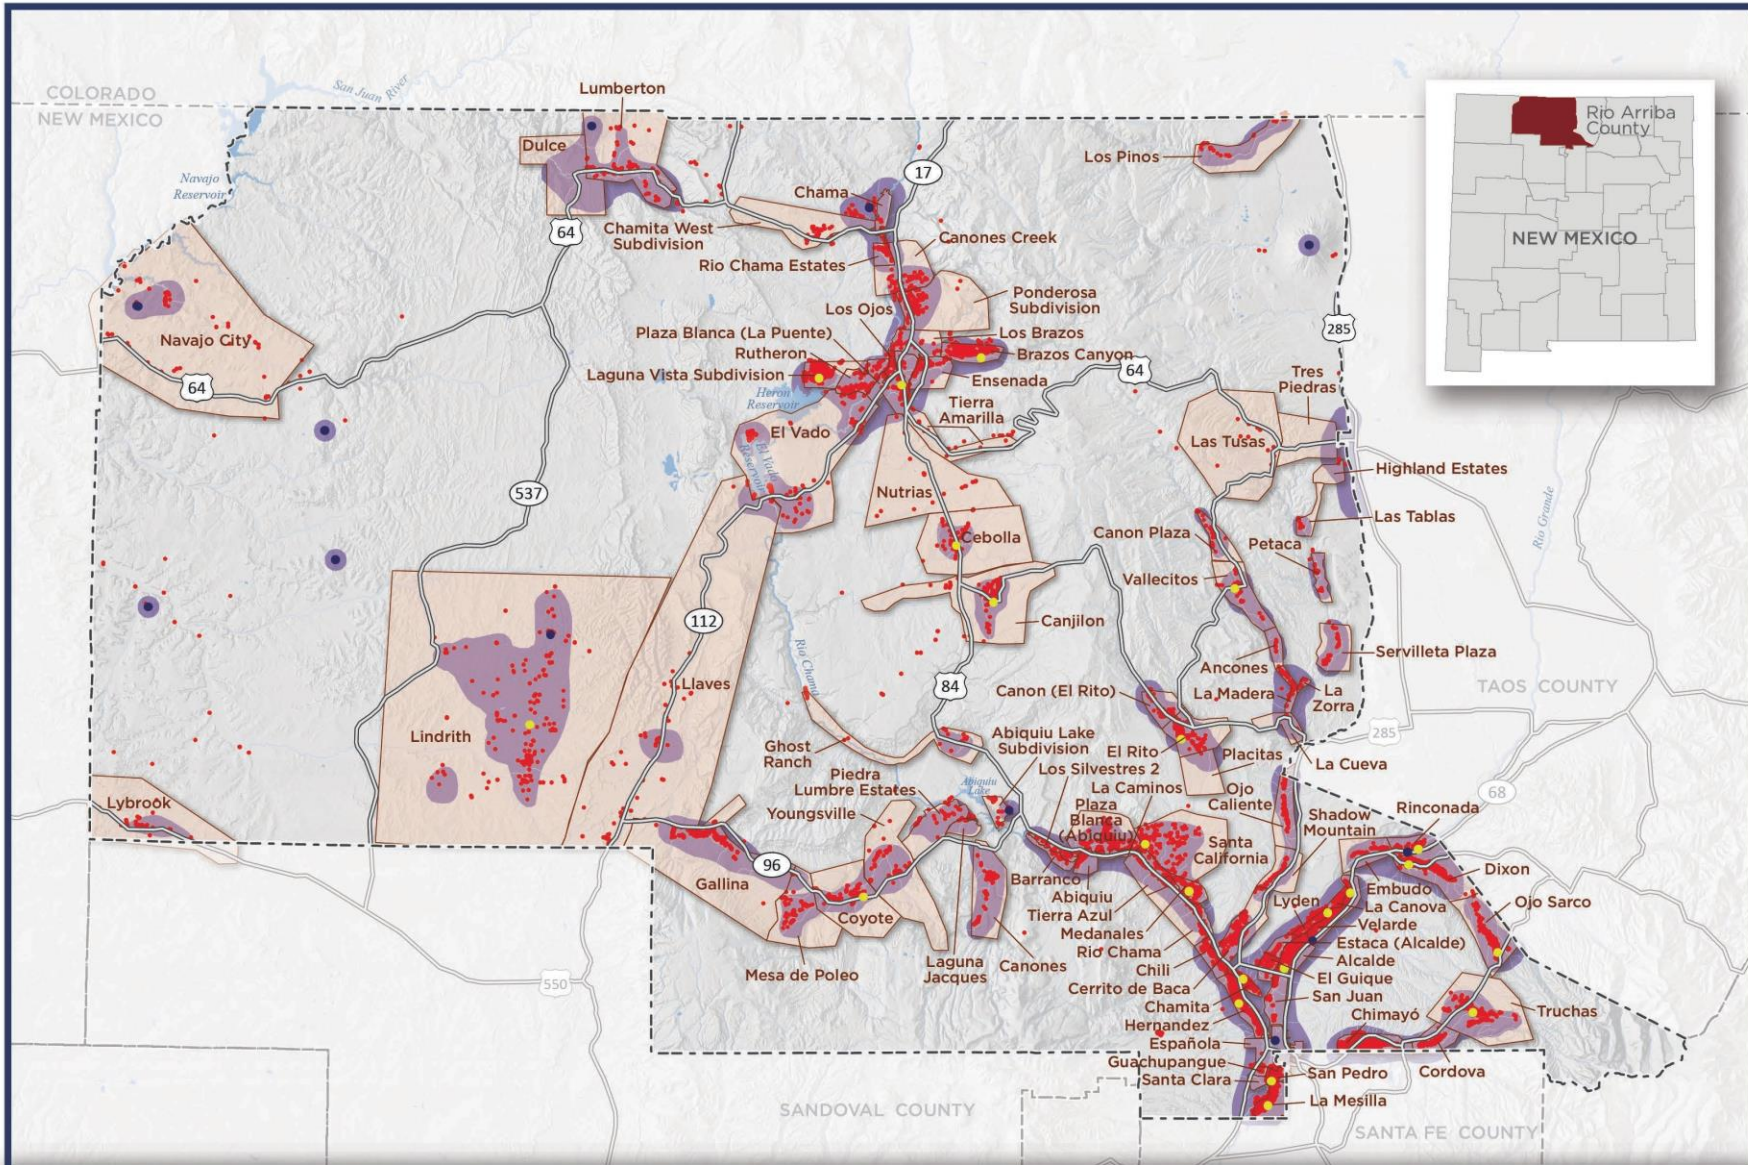 COLORADO
NEW MEXICO
San Juan River
Lumberton
Dulce
Navajo
Reservoir
Los Pinos
Rio Arriba
County
NEW MEXICO
17
Chama
64
Chamita West
Subdivision
Canones Creek
Rio Chama Estates
Ponderosa
Subdivision
Los Ojos
Plaza Blanca (La Puente)
Los Brazos
Rutheron
Brazos Canyon
Laguna Vista Subdivision
Ensenada
Heron
Reservoir
64
285
Navajo City
64
Tres
Piedras
Tierra
Amarilla
El Vado
El Vado
Reservoir
Las Tusas
Highland Estates
537
Nutrias
Las Tablas
Rio Grande
Canon Plaza
Petaca
Cebolla
Vallecitos
112
Canjilon
Rio Chama
Servilleta Plaza
Ancones
Llaves
84
Canon (El Rito)
La Madera
La
Zorra
TAOS COUNTY
Lindrith
285
Ghost
Ranch
Abiquiu Lake
Subdivision
El Rito
Placitas
La Cueva
Los Silvestres 2
Piedra
Lumbre Estates
Abiquiu
Lake
La Caminos
Ojo
Caliente
68
Lybrook
Youngsville
Plaza
Blanca
(Abiquiu)
Shadow
Mountain
Rinconada
Santa
California
96
Gallina
Barranco
Dixon
Coyote
Abiquiu
Embudo
Tierra Azul
Lyden
La Canova
Ojo Sarco
Medanales
Velarde
Rio Chama
Estaca (Alcalde)
Mesa de Poleo
Laguna
Jacques
Canones
Chili
Alcalde
550
Cerrito de Baca
El Guique
Chamita
San Juan
Hernandez
Chimayó
Truchas
Española
Guachupangue
San Pedro
Cordova
Santa Clara
La Mesilla
SANDOVAL COUNTY
SANTA FE COUNTY